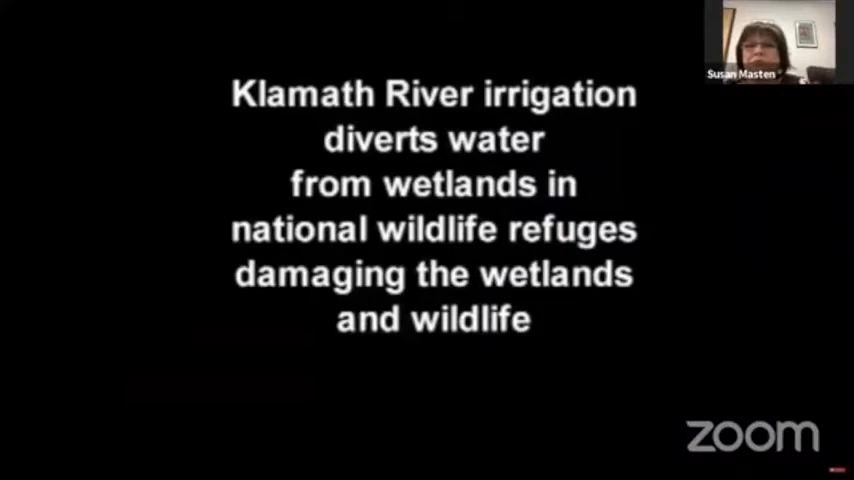 Susan Masten
Klamath River irrigation
diverts water
from wetlands in
national wildlife refuges
damaging the wetlands
and wildlife
zoom